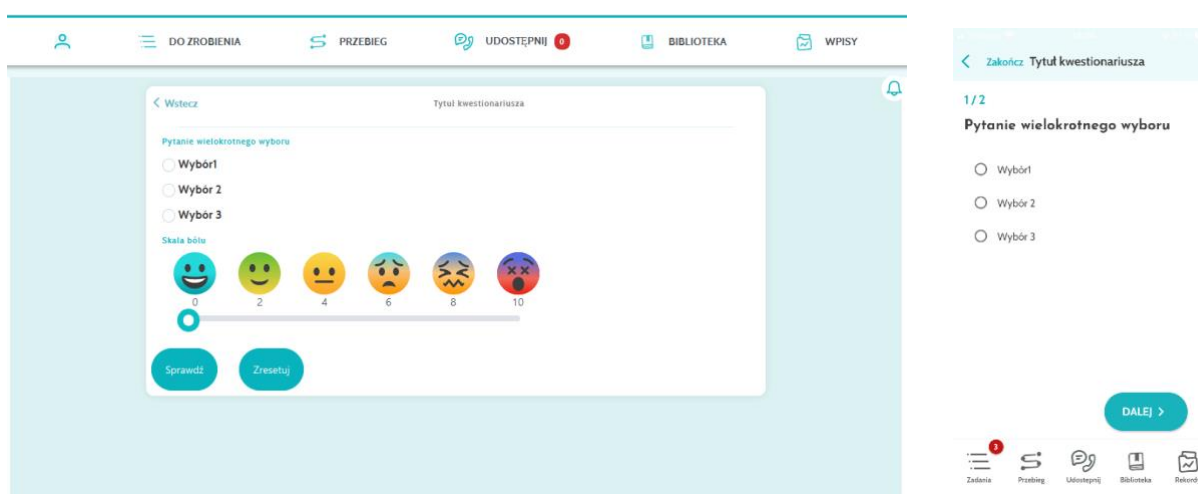 DO ZROBIENIA PRZEBIEG UDOSTĘPNIJ 0 BIBLIOTEKA WPISY
Wstecz Tytuł kwestionariusza
Pytanie wielokrotnego wyboru
Wybór1
Wybór 2
Wybór 3
Skala bólu
0 2 4 6 8 10
Sprawdź Zresetuj
Zakończ Tytuł kwestionariusza
1/2
Pytanie wielokrotnego wyboru
Wybór1
Wybór 2
Wybór 3
DALEJ
3
Zadania Przebieg Udostępnij Biblioteka Rekord